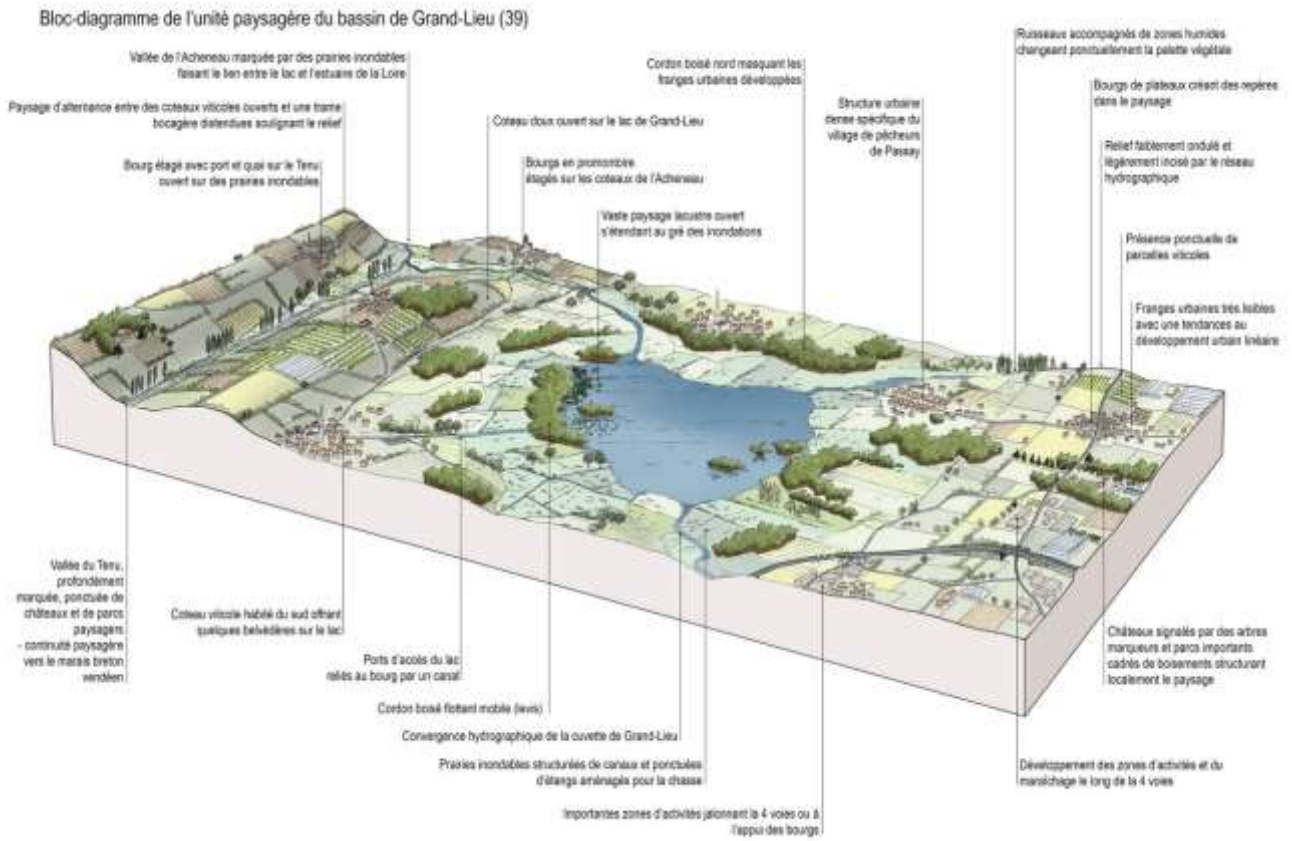 Bloc-diagramme de l'unité paysagère du bassin de Grand-Lieu (39)
Vallée de l'Acheneau marquée par des prairies inondables
faisant le lien entre le lac et l'estuaire de la Loire
Paysage d'alternance entre des coteaux viticoles ouverts et une trame
bocagère distendues soulignant le relief
Bourg étagé avec port et quai sur le Tenu
ouvert sur des prairies inondables
Coteau doux ouvert sur le lac de Grand-Lieu
Bourgs en promontoire
étagés sur les coteaux de l'Acheneau
Vaste paysage lacustre ouvert
s'étendant au gré des inondations
Cordon boisé nord masquant les
franges urbaines développées
Structure urbaine
dense spécifique du
village de pêcheurs
de Passay
Ruisseaux accompagnés de zones humides
changeant ponctuellement la palette végétale
Bourgs de plateaux créant des repères
dans le paysage
Relief faiblement ondulé et
légèrement incisé par le réseau
hydrographique
Présence ponctuelle de
parcelles viticoles
Franges urbaines très lisibles
avec une tendances au
développement urbain linéaire
Vallée du Tenu,
profondément
marquée, ponctuée de
châteaux et de parcs
paysagers
- continuité paysagère
vers le marais breton
vendéen
Coteau viticole habité du sud offrant
quelques belvédères sur le lac
Ports d'accès du lac
reliés au bourg par un canal
Cordon boisé flottant mobile (levis)
Convergence hydrographique de la cuvette de Grand-Lieu
Prairies inondables structurées de canaux et ponctuées
d'étangs aménagés pour la chasse
Importantes zones d'activités jalonnant la 4 voies ou à
l'appui des bourgs
Châteaux signalés par des arbres
marqueurs et parcs importants
cadrés de boisements structurant
localement le paysage
Développement des zones d'activités et du
maraîchage le long de la 4 voies